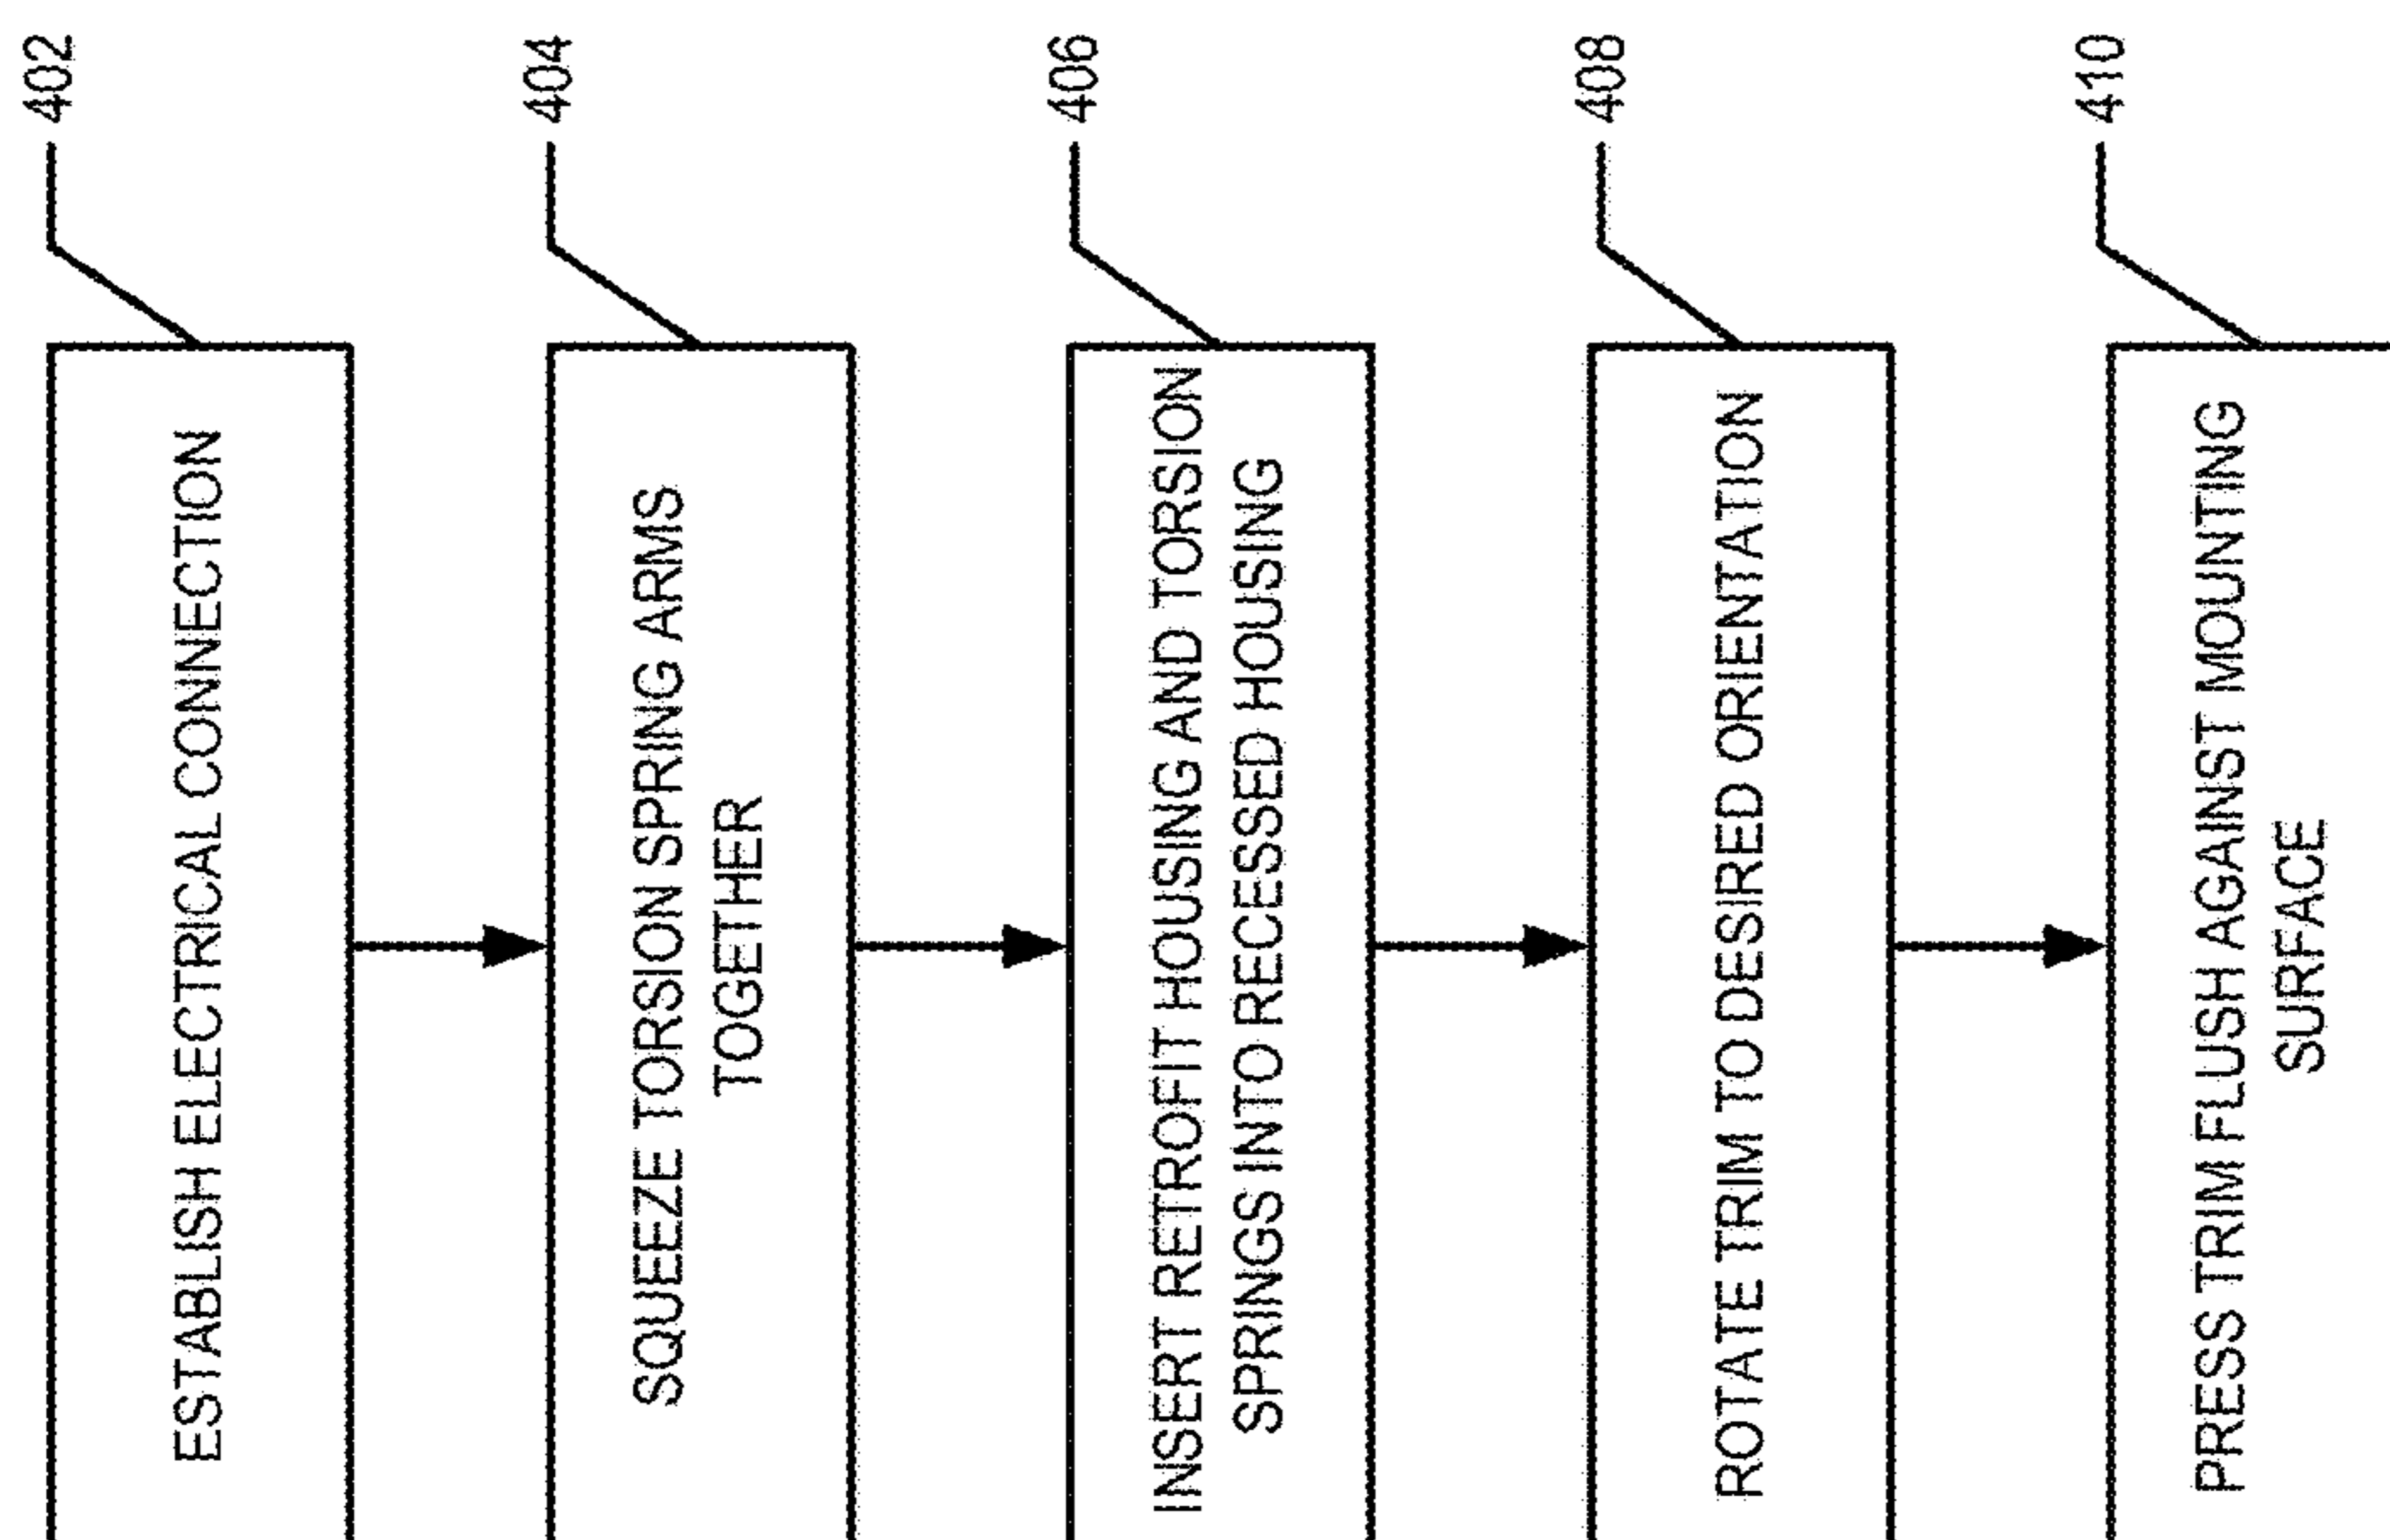 402
ESTABLISH ELECTRICAL CONNECTION
404
SQUEEZE TORSION SPRING ARMS
TOGETHER
406
INSERT RETROFIT HOUSING AND TORSION
SPRINGS INTO RECESSED HOUSING
408
ROTATE TRIM TO DESIRED ORIENTATION
410
PRESS TRIM FLUSH AGAINST MOUNTING
SURFACE